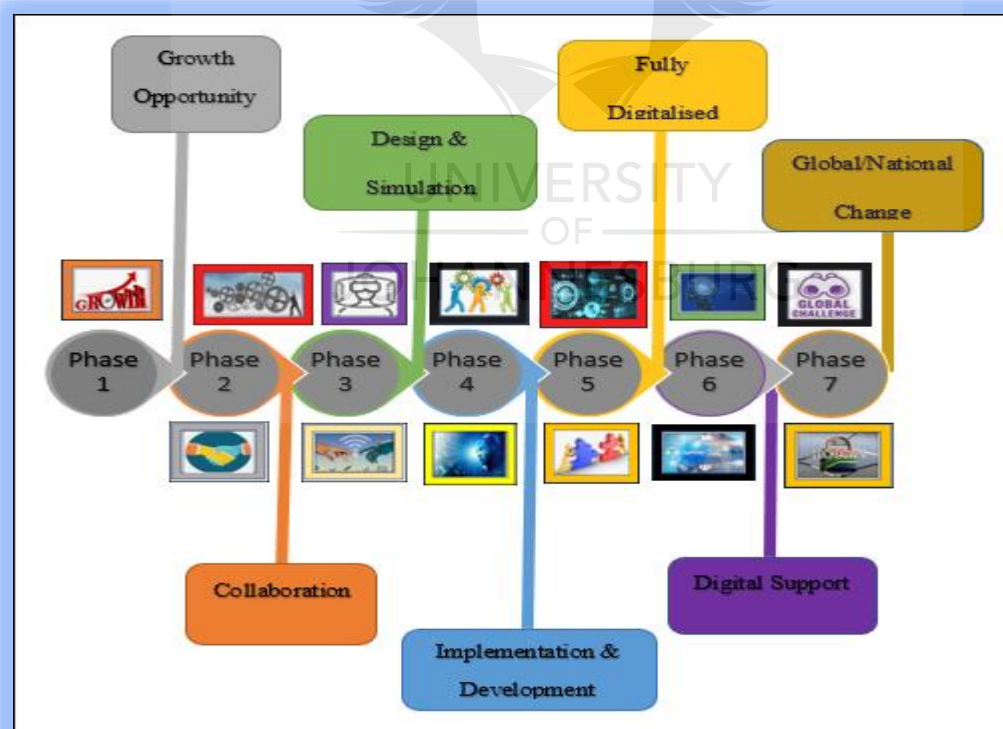 Growth
Opportunity
Fully
Digitalised
Design &
Simulation
Global/National
Change
UNIVERSITY
OF
JOHANNESBURG
GROWTH
GLOBAL
CHALLENGE
Phase
1
Phase
2
Phase
3
Phase
4
Phase
5
Phase
6
Phase
7
Collaboration
Digital Support
Implementation &
Development